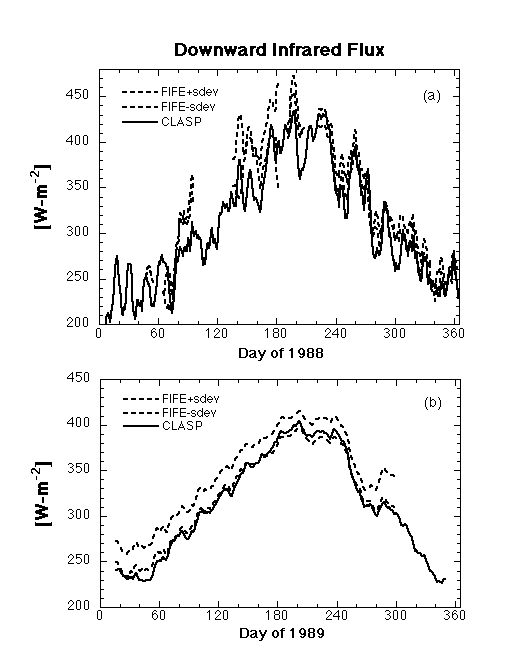 Downward Infrared Flux
450
400
350
300
250
200
[W-m⁻²]
FIFE+sdev
FIFE-sdev
CLASP
(a)
0 60 120 180 240 300 360
Day of 1988
450
400
350
300
250
200
[W-m⁻²]
FIFE+sdev
FIFE-sdev
CLASP
(b)
0 60 120 180 240 300 360
Day of 1989